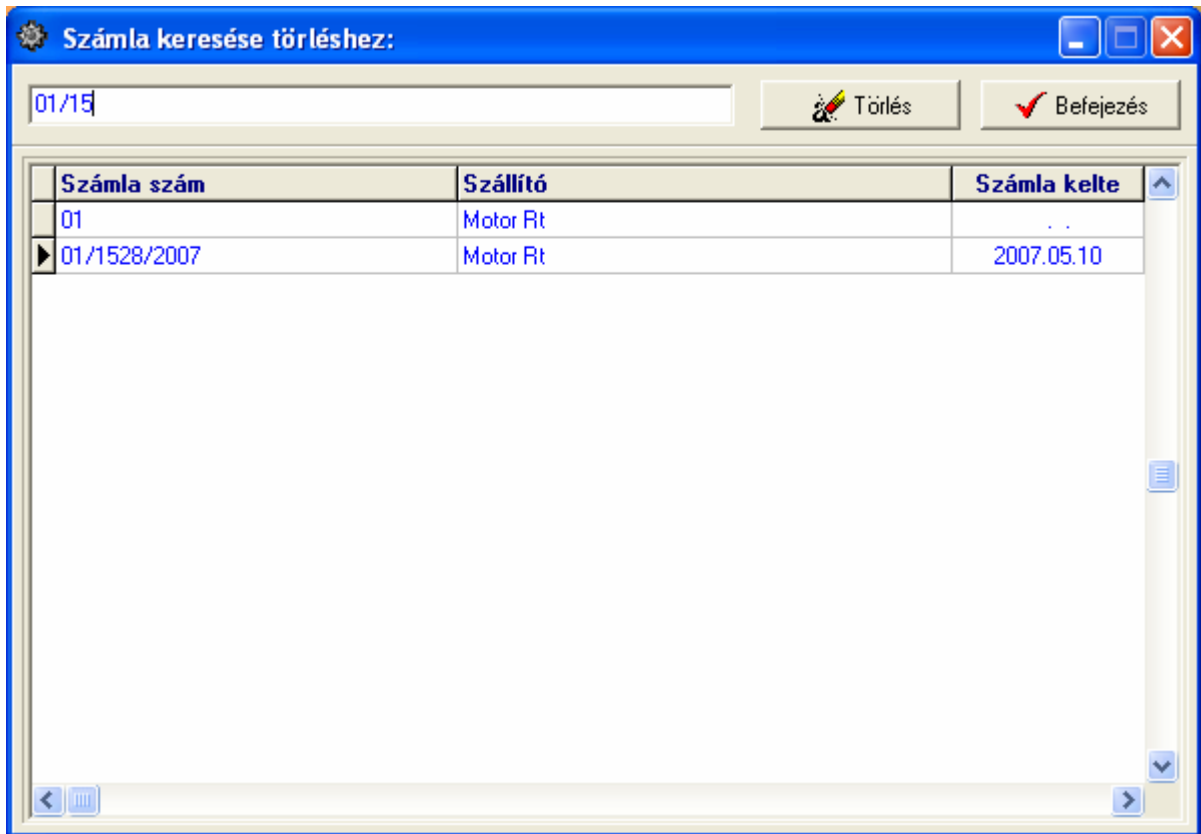 Számla keresése törléshez:
01/15 Törlés Befejezés
Számla szám Szállító Számla kelte
01 Motor Rt . .
01/1528/2007 Motor Rt 2007.05.10